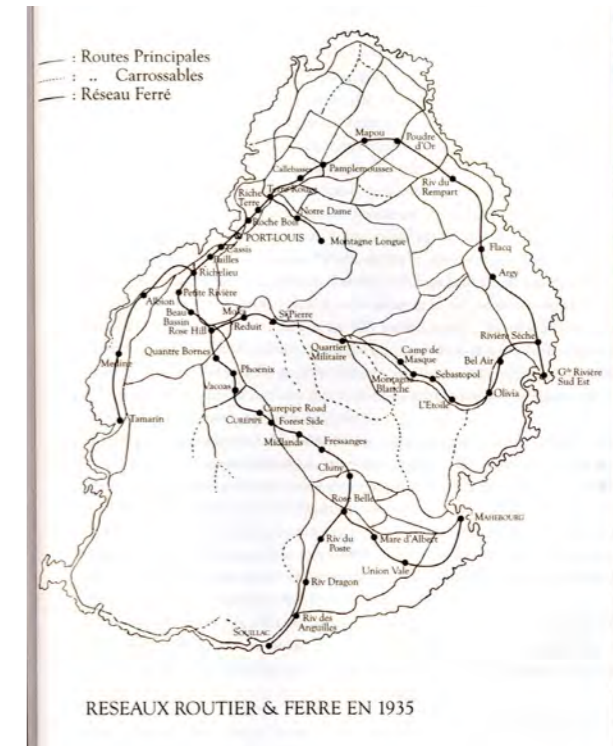 : Routes Principales
: „ Carrossables
: Réseau Ferré
Mapou
Poudre
d'Or
Callebasse
Pamplemousses
Riv du
Rempart
Riche
Terre
Terre Rouge
Notre Dame
Roche Bois
PORT-LOUIS
Montagne Longue
Cassis
Bailles
Flacq
Richelieu
Argy
Petite Rivière
Albion
Beau
Bassin
Moka
St Pierre
Rose Hill
Reduit
Rivière Sèche
Quartier
Militaire
Camp de
Masque
Bel Air
Quantre Bornes
Medine
Phoenix
Montagne
Blanche
Sebastopol
Gde Rivière
Sud Est
Vacoas
L'Etoile
Olivia
Tamarin
Curepipe Road
CUREPIPE
Forest Side
Midlands
Fressanges
Cluny
Rose Belle
MAHEBOURG
Riv du
Poste
Mare d'Albert
Union Vale
Riv Dragon
Riv des
Anguilles
SOUILLAC
RESEAUX ROUTIER & FERRE EN 1935